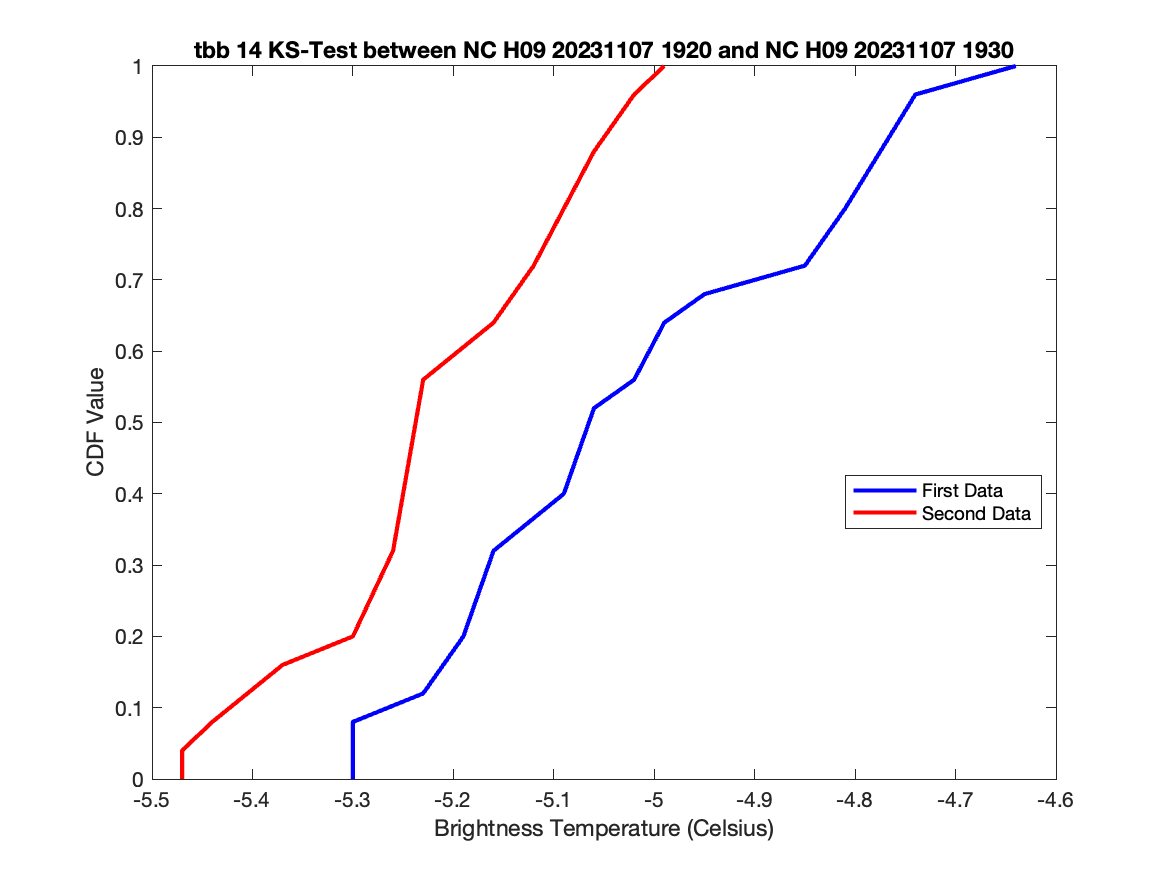 tbb 14 KS-Test between NC H09 20231107 1920 and NC H09 20231107 1930
1
0.9
0.8
0.7
0.6
0.5
0.4
0.3
0.2
0.1
0
CDF Value
First Data
Second Data
-5.5 -5.4 -5.3 -5.2 -5.1 -5 -4.9 -4.8 -4.7 -4.6
Brightness Temperature (Celsius)